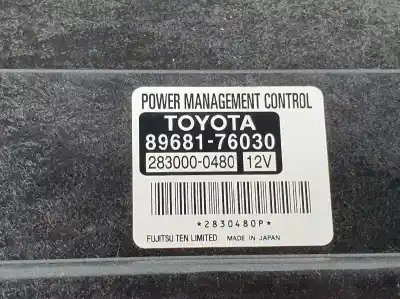 POWER MANAGEMENT CONTROL
TOYOTA
89681-76030
283000-0480 12V
*2830480P*
FUJITSU TEN LIMITED MADE IN JAPAN